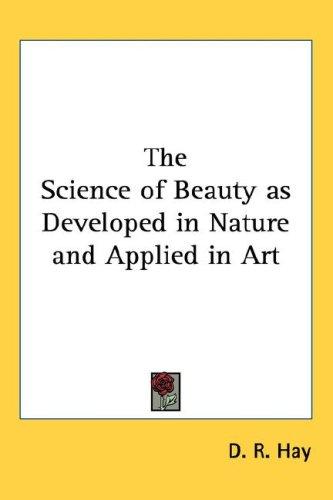 The
Science of Beauty as
Developed in Nature
and Applied in Art
D. R. Hay